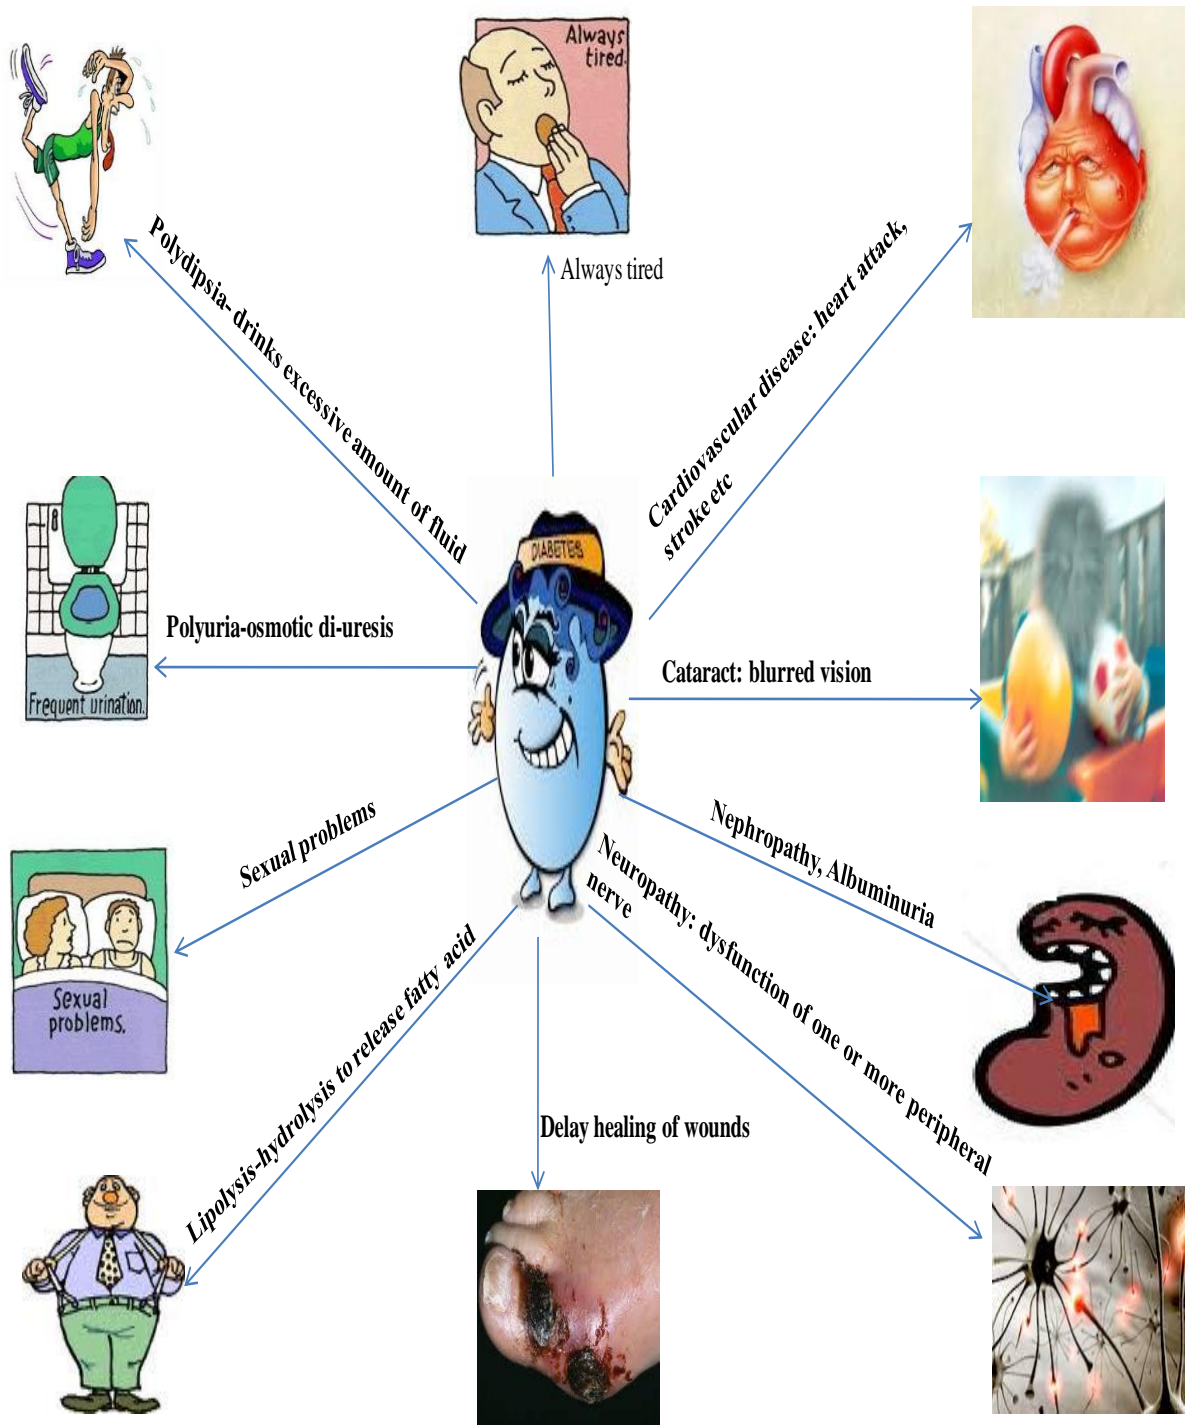 Always
tired.
Always tired
Polydipsia- drinks excessive amount of fluid
Cardiovascular disease: heart attack,
stroke etc
DIABETES
Polyuria-osmotic di-uresis
Frequent urination.
Cataract: blurred vision
Sexual problems
Sexual
problems.
Nephropathy, Albuminuria
Neuropathy: dysfunction of one or more peripheral
nerve
Lipolysis-hydrolysis to release fatty acid
Delay healing of wounds